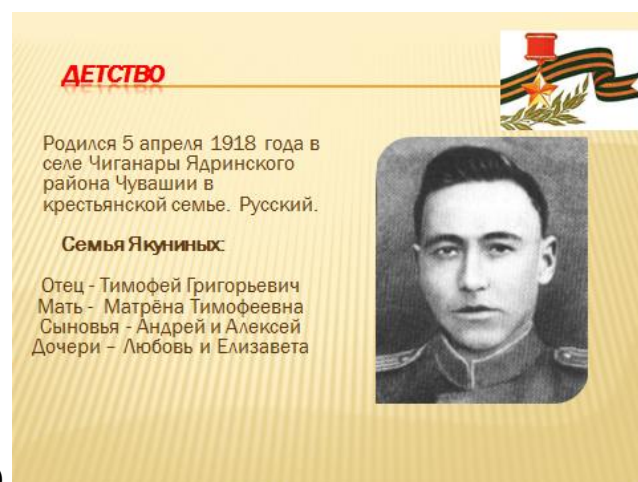 ДЕТСТВО
Родился 5 апреля 1918 года в
селе Чиганары Ядринского
района Чувашии в
крестьянской семье. Русский.
Семья Якуниных:
Отец - Тимофей Григорьевич
Мать - Матрёна Тимофеевна
Сыновья - Андрей и Алексей
Дочери – Любовь и Елизавета